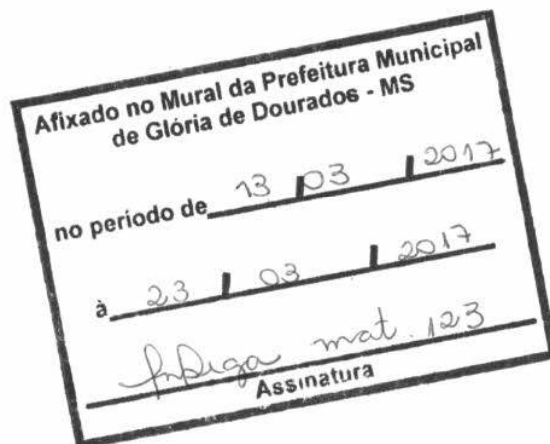 Afixado no Mural da Prefeitura Municipal
de Glória de Dourados - MS
no período de 13 / 03 / 2017
à 23 / 03 / 2017
mat. 123
Assinatura